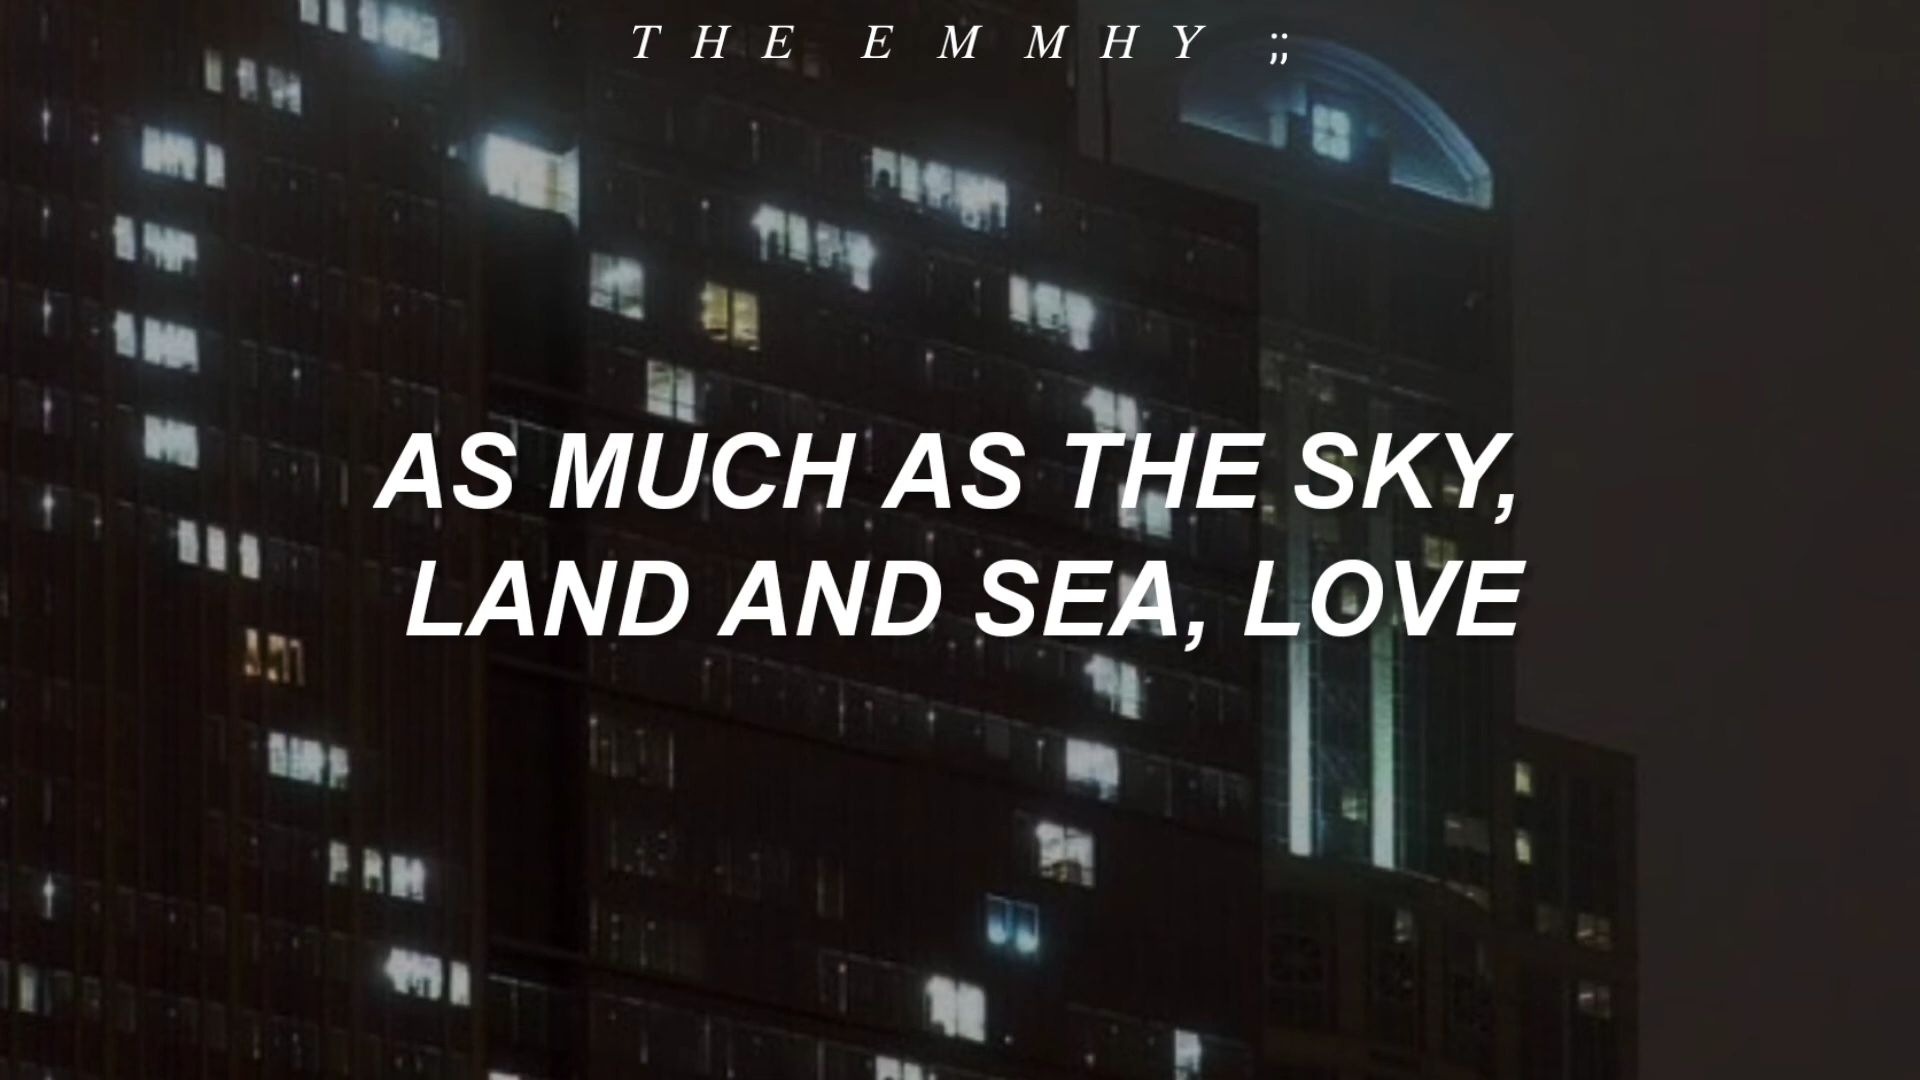 T H E E M M H Y ;;
AS MUCH AS THE SKY,
LAND AND SEA, LOVE